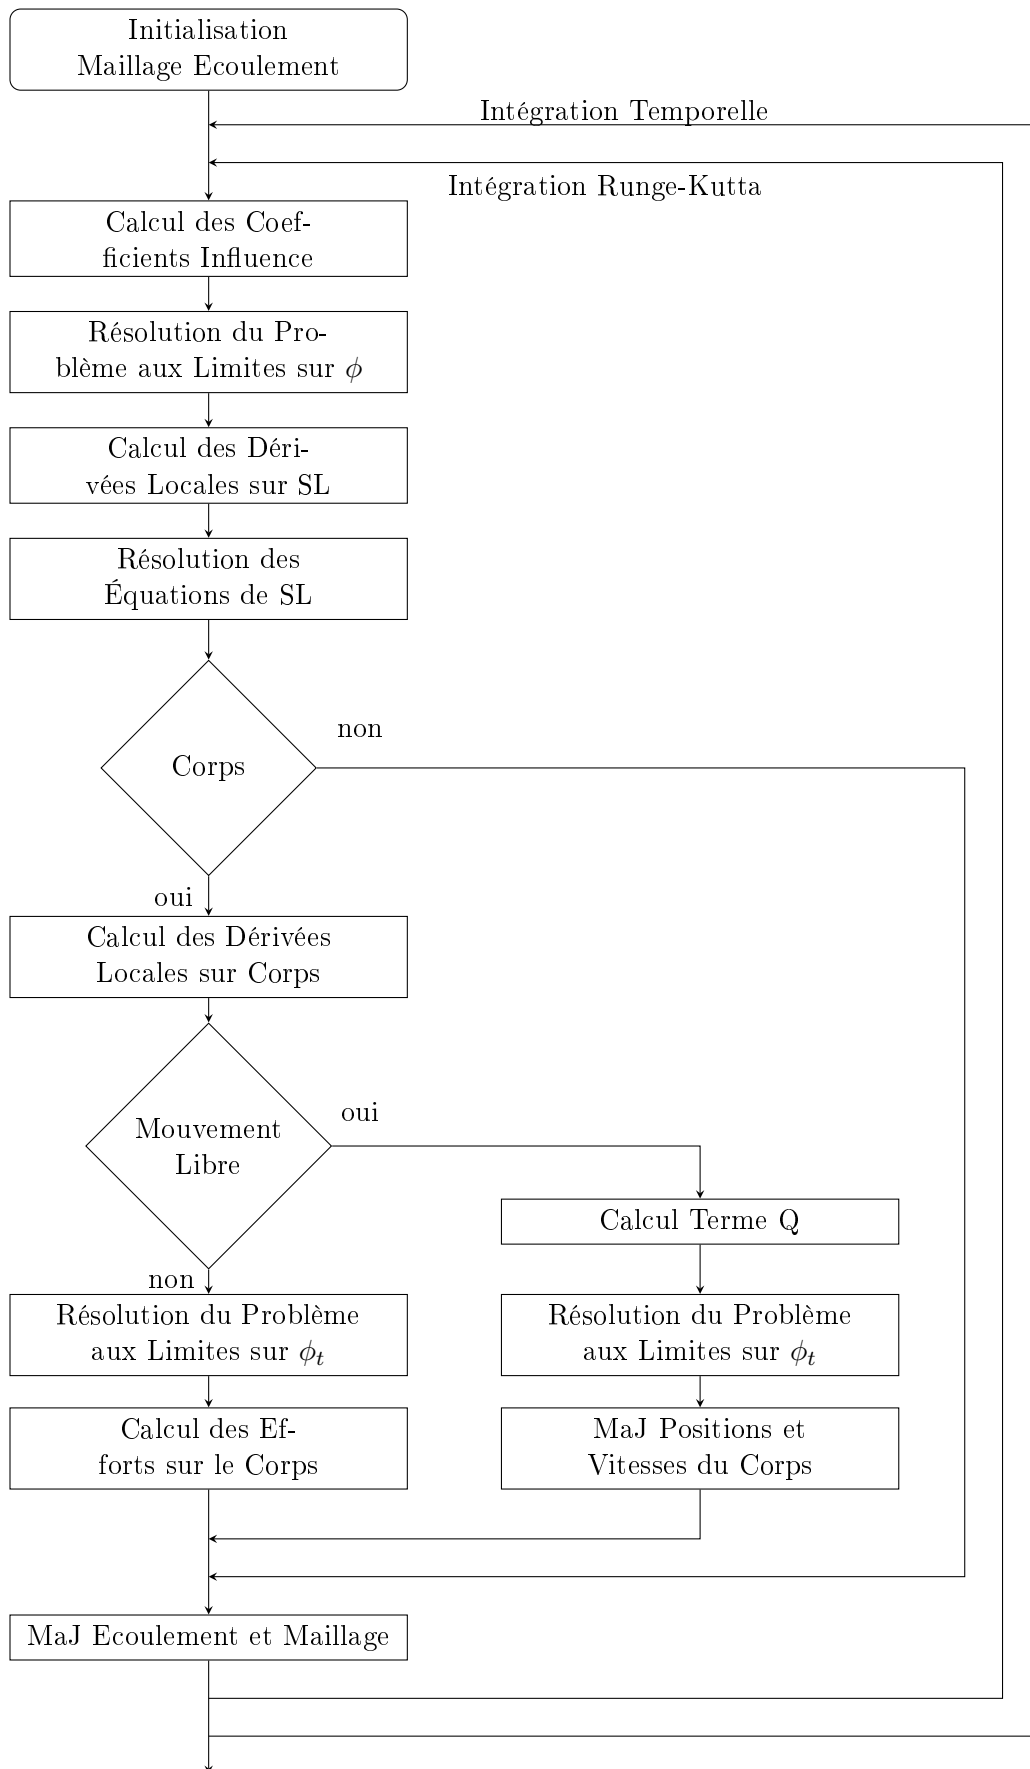 Initialisation
Maillage Ecoulement
Intégration Temporelle
Intégration Runge-Kutta
Calcul des Coef-
ficients Influence
Résolution du Pro-
blème aux Limites sur ϕ
Calcul des Déri-
vées Locales sur SL
Résolution des
Équations de SL
non
Corps
oui
Calcul des Dérivées
Locales sur Corps
oui
Mouvement
Libre
Calcul Terme Q
non
Résolution du Problème
aux Limites sur ϕt
Résolution du Problème
aux Limites sur ϕt
Calcul des Ef-
forts sur le Corps
MaJ Positions et
Vitesses du Corps
MaJ Ecoulement et Maillage